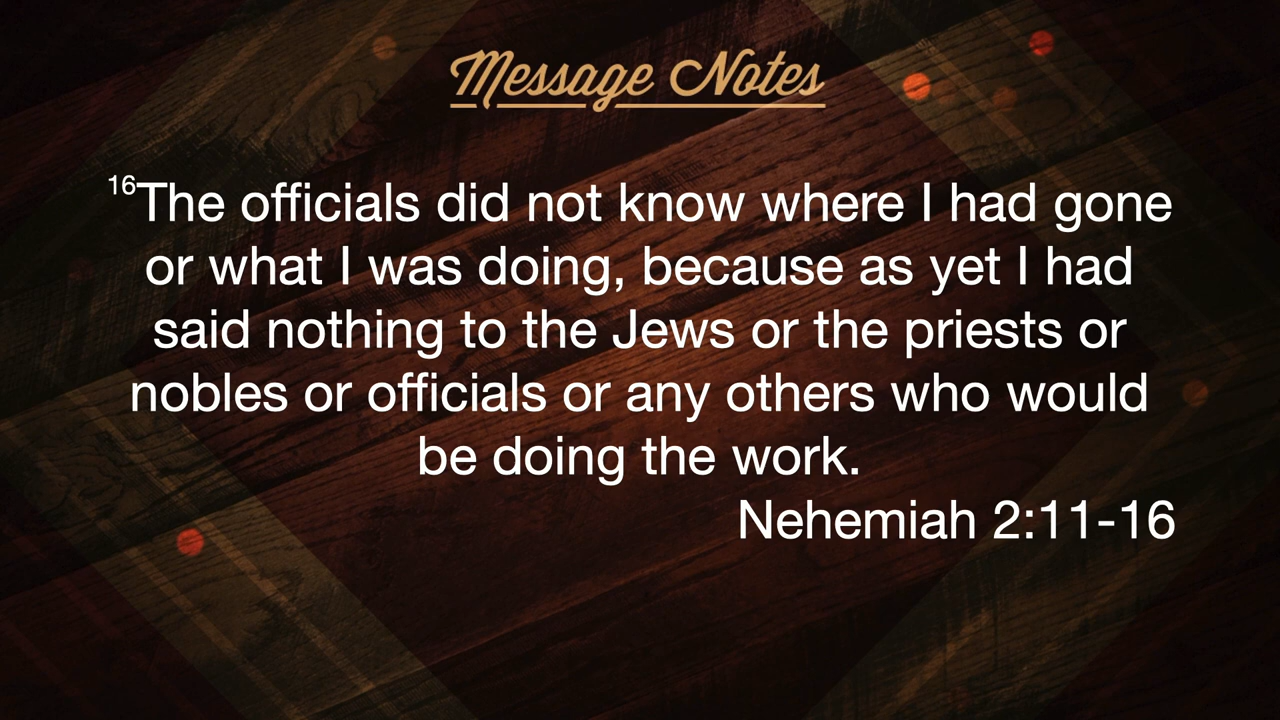 Message Notes
16The officials did not know where I had gone
or what I was doing, because as yet I had
said nothing to the Jews or the priests or
nobles or officials or any others who would
be doing the work.
Nehemiah 2:11-16